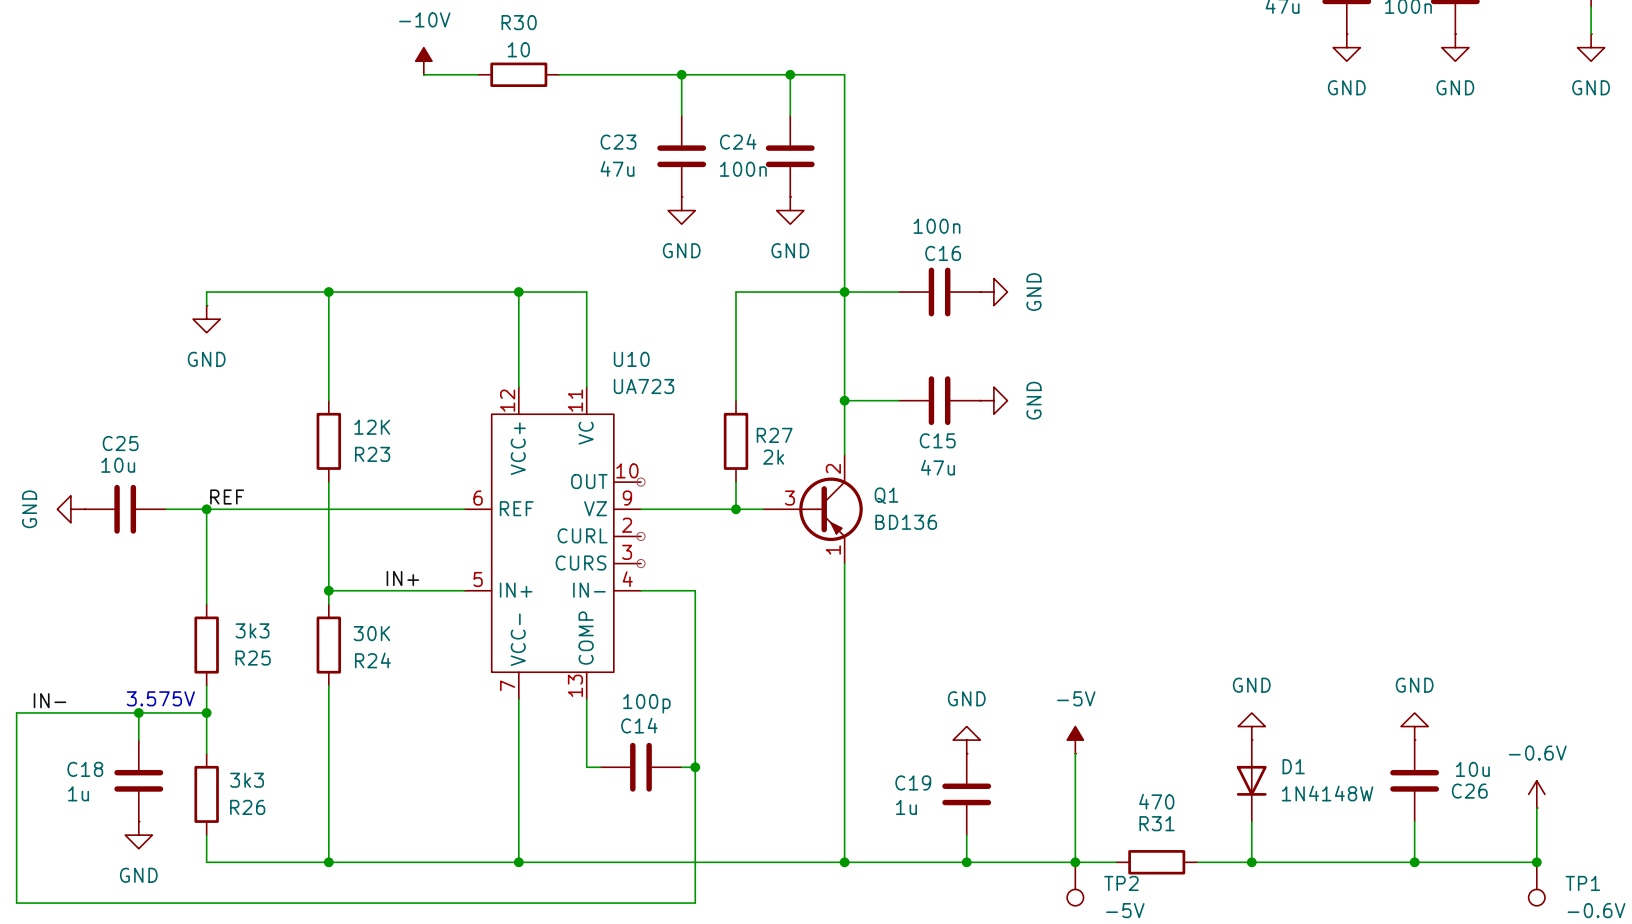 -10V
R30
10
47u
100n
GND
GND
GND
C23
47u
C24
100n
GND
GND
100n
C16
GND
GND
U10
UA723
12
11
VCC+
VC
12K
R23
R27
2k
GND
C15
47u
C25
10u
GND
REF
6
REF
OUT
10
VZ
9
CURL
2
CURS
3
IN-
4
3
2
1
Q1
BD136
IN+
5
IN+
VCC-
COMP
7
13
3k3
R25
30K
R24
IN-
3.575V
100p
C14
GND
-5V
GND
GND
-0.6V
C18
1u
3k3
R26
GND
C19
1u
470
R31
D1
1N4148W
10u
C26
TP2
-5V
TP1
-0.6V